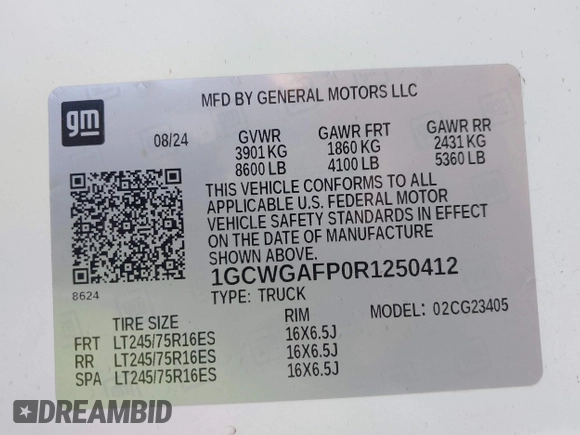 gm
MFD BY GENERAL MOTORS LLC
08/24 GVWR GAWR FRT GAWR RR
3901 KG 1860 KG 2431 KG
8600 LB 4100 LB 5360 LB
THIS VEHICLE CONFORMS TO ALL
APPLICABLE U.S. FEDERAL MOTOR
VEHICLE SAFETY STANDARDS IN EFFECT
ON THE DATE OF MANUFACTURE
SHOWN ABOVE.
8624
1GCWGAFP0R1250412
TYPE: TRUCK
MODEL: 02CG23405
TIRE SIZE RIM
FRT LT245/75R16ES 16X6.5J
RR LT245/75R16ES 16X6.5J
SPA LT245/75R16ES 16X6.5J
DREAMBID